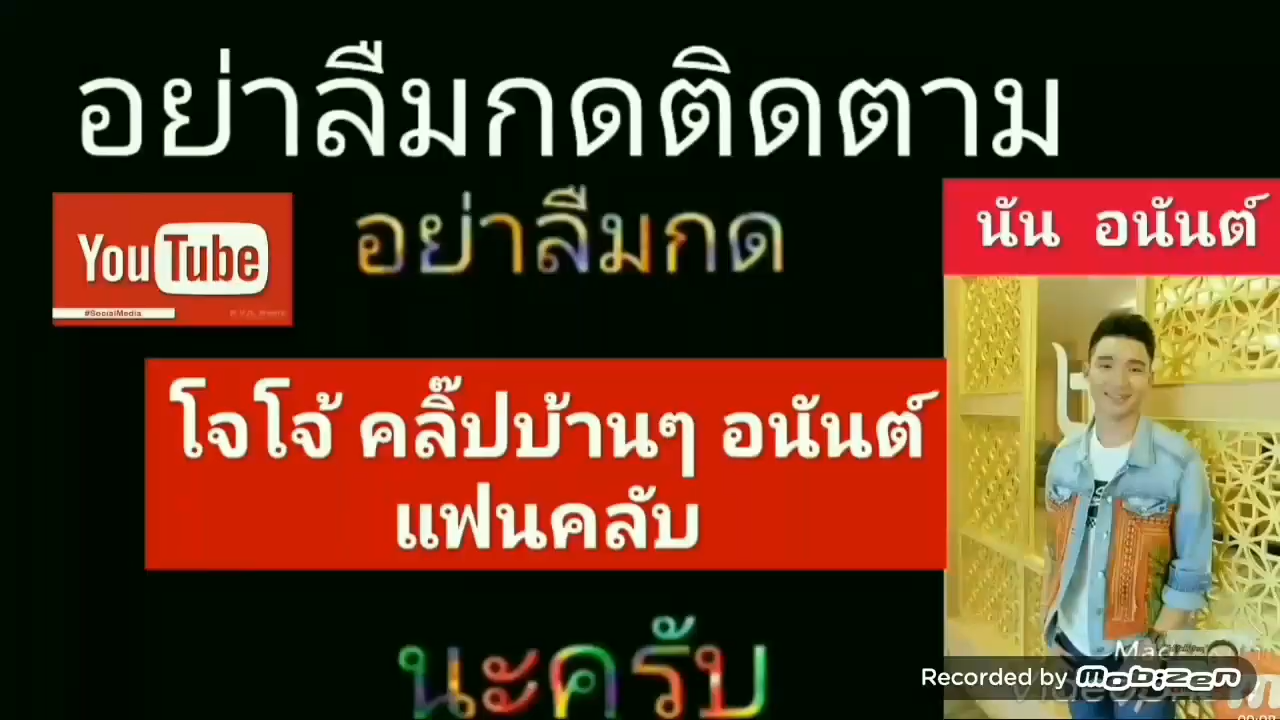 อย่าลืมกดติดตาม
YouTube
#SocialMedia
อย่าลืมกด
นัน อนันต์
โจโจ้ คลิ๊ปบ้านๆ อนันต์
แฟนคลับ
นะครั้บ
Recorded by mobizen